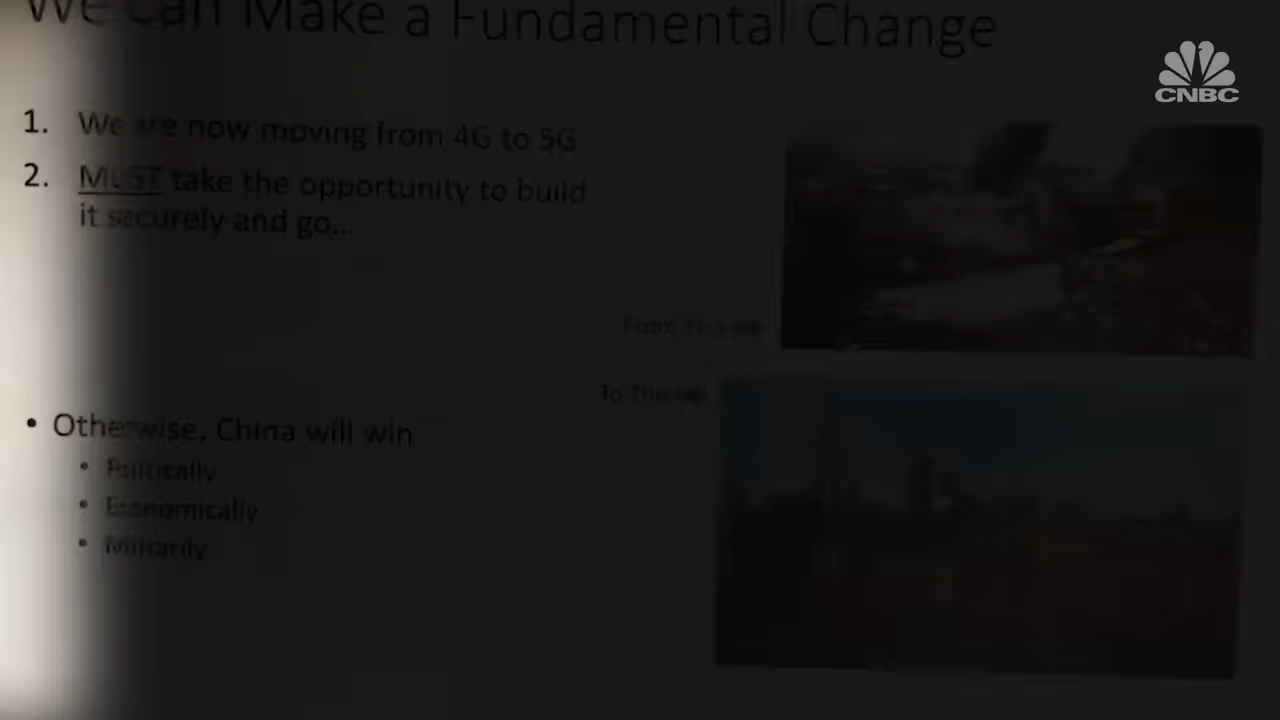 We Can Make a Fundamental Change
CNBC
1. We are now moving from 4G to 5G
2. MUST take the opportunity to build
it securely and go...
From This
To This
• Otherwise, China will win
• Politically
• Economically
• Militarily